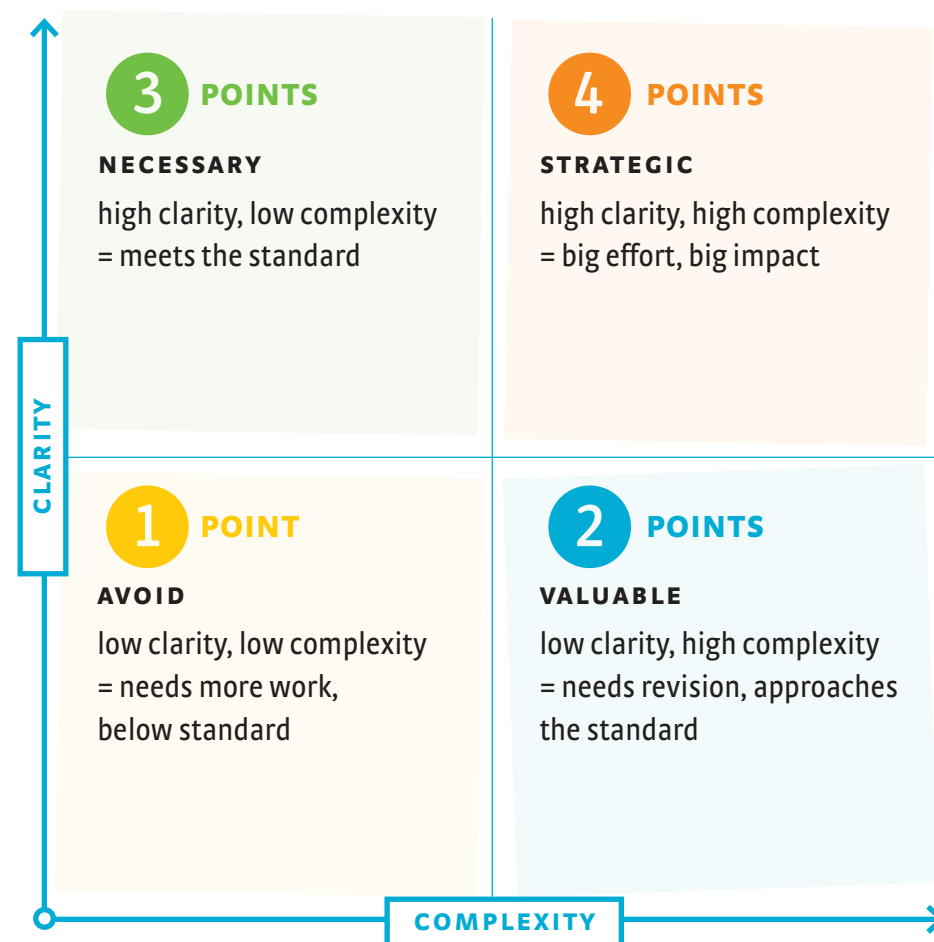 3 POINTS
NECESSARY
high clarity, low complexity
= meets the standard
4 POINTS
STRATEGIC
high clarity, high complexity
= big effort, big impact
CLARITY
1 POINT
AVOID
low clarity, low complexity
= needs more work,
below standard
2 POINTS
VALUABLE
low clarity, high complexity
= needs revision, approaches
the standard
COMPLEXITY